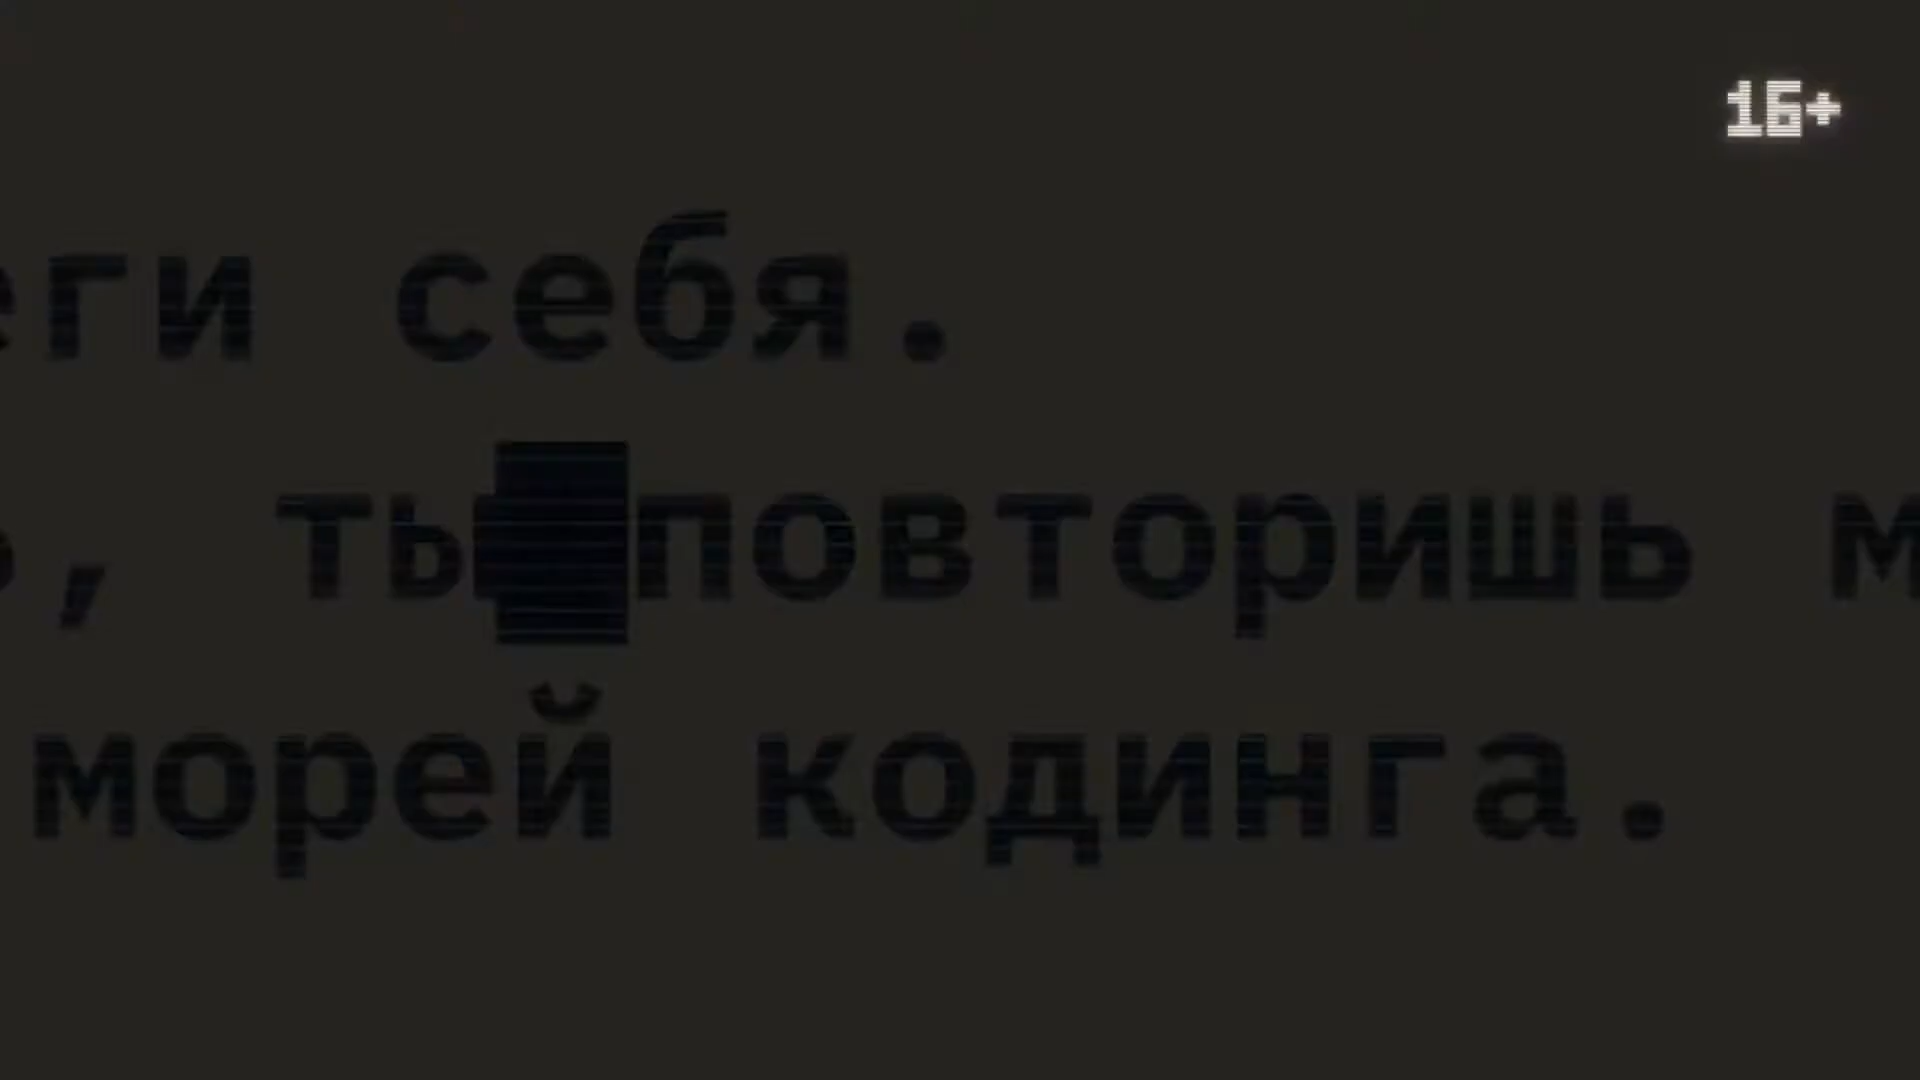 16+
еги себя.
, ты повторишь м
морей кодинга.